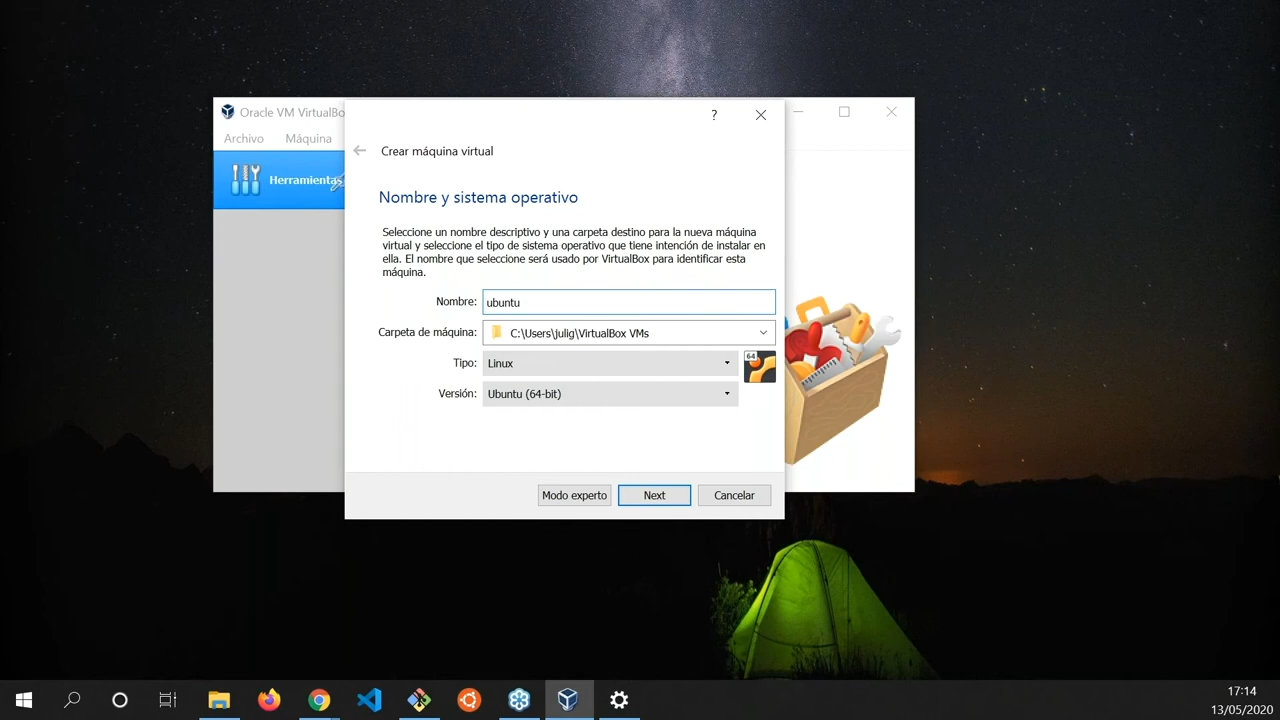 Oracle VM VirtualBo
Archivo Máquina
Herramientas
?
Crear máquina virtual
Nombre y sistema operativo
Seleccione un nombre descriptivo y una carpeta destino para la nueva máquina
virtual y seleccione el tipo de sistema operativo que tiene intención de instalar en
ella. El nombre que seleccione será usado por VirtualBox para identificar esta
máquina.
Nombre: ubuntu
Carpeta de máquina: C:\Users\julig\VirtualBox VMs
Tipo: Linux
64
Versión: Ubuntu (64-bit)
Modo experto Next Cancelar
17:14
13/05/2020